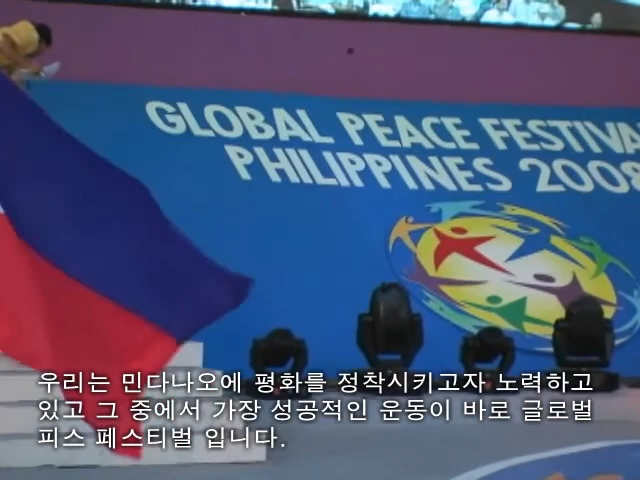 GLOBAL PEACE FESTIVA
PHILIPPINES 2008
우리는 민다나오에 평화를 정착시키고자 노력하고
있고 그 중에서 가장 성공적인 운동이 바로 글로벌
피스 페스티벌 입니다.